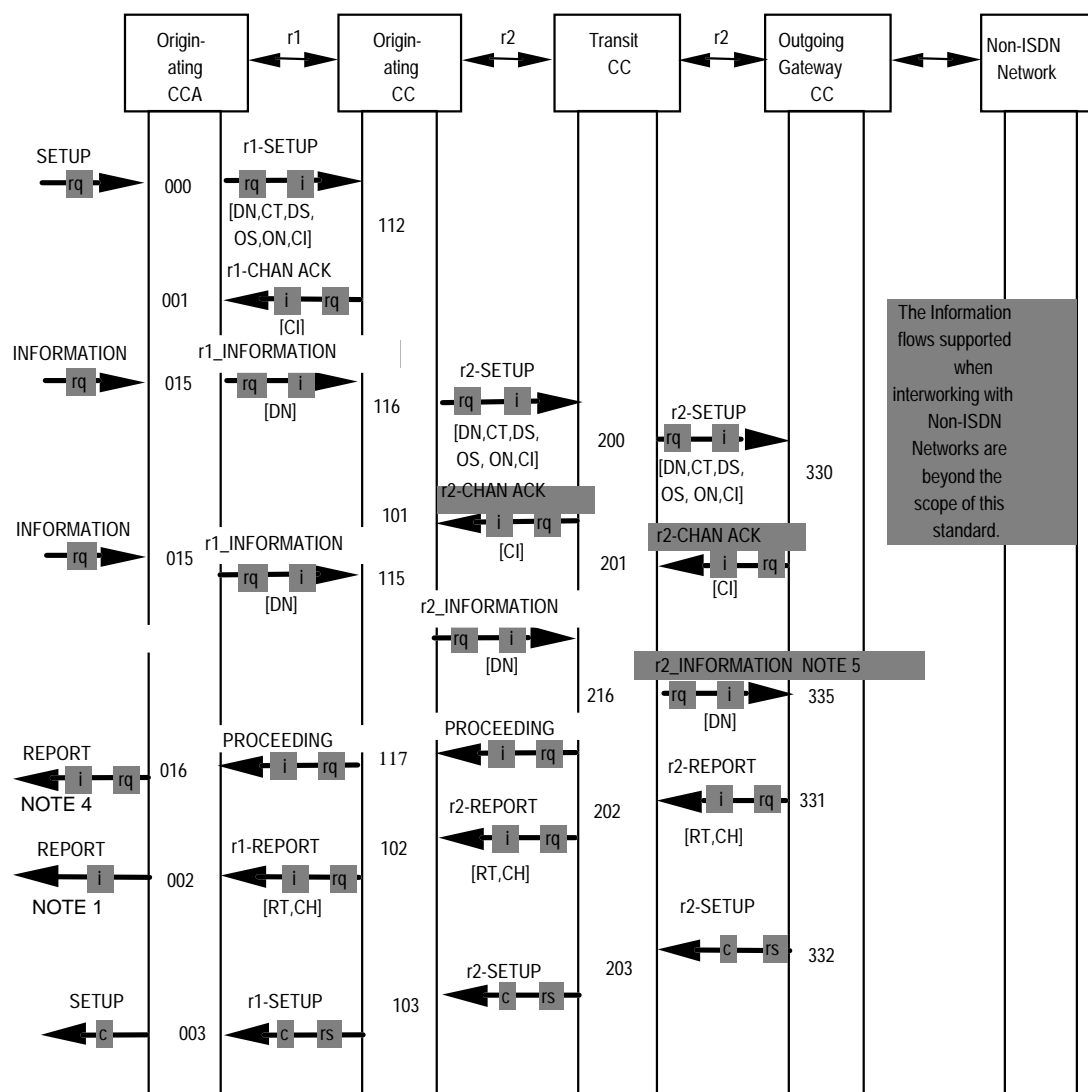 Origin-
ating
CCA
r1
Origin-
ating
CC
r2
Transit
CC
r2
Outgoing
Gateway
CC
Non-ISDN
Network
SETUP
rq
000
r1-SETUP
rq i
[DN,CT,DS,
OS,ON,CI]
112
r1-CHAN ACK
001
i rq
[CI]
INFORMATION
rq
015
r1_INFORMATION
rq i
[DN]
116
r2-SETUP
rq i
[DN,CT,DS,
OS, ON,CI]
200
r2-SETUP
rq i
[DN,CT,DS,
OS, ON,CI]
330
The Information
flows supported
when
interworking with
Non-ISDN
Networks are
beyond the
scope of this
standard.
r2-CHAN ACK
101
i rq
[CI]
r2-CHAN ACK
201
i rq
[CI]
INFORMATION
rq
015
r1_INFORMATION
rq i
[DN]
115
r2_INFORMATION
rq i
[DN]
r2_INFORMATION NOTE 5
216
rq i
[DN]
335
REPORT
i rq
NOTE 4
016
PROCEEDING
i rq
117
PROCEEDING
i rq
202
r2-REPORT
i rq
[RT,CH]
331
r2-REPORT
i rq
[RT,CH]
REPORT
i
NOTE 1
002
r1-REPORT
i rq
[RT,CH]
102
r2-SETUP
c rs
332
r2-SETUP
c rs
203
SETUP
c
003
r1-SETUP
c rs
103